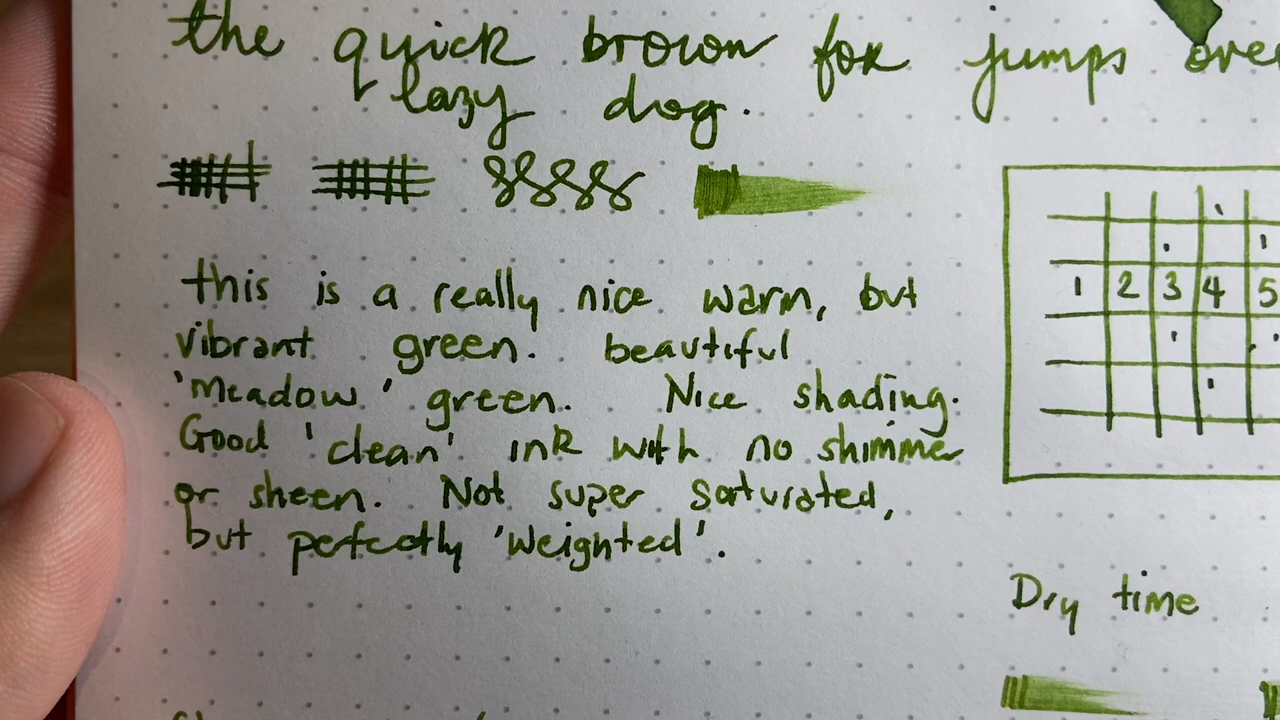 the quick brown fox jumps over
lazy dog.
this is a really nice warm, but
vibrant green. beautiful
'meadow' green. Nice shading.
Good 'clean' ink with no shimmer
or sheen. Not super saturated,
but perfectly 'weighted'.
1 2 3 4 5
Dry time